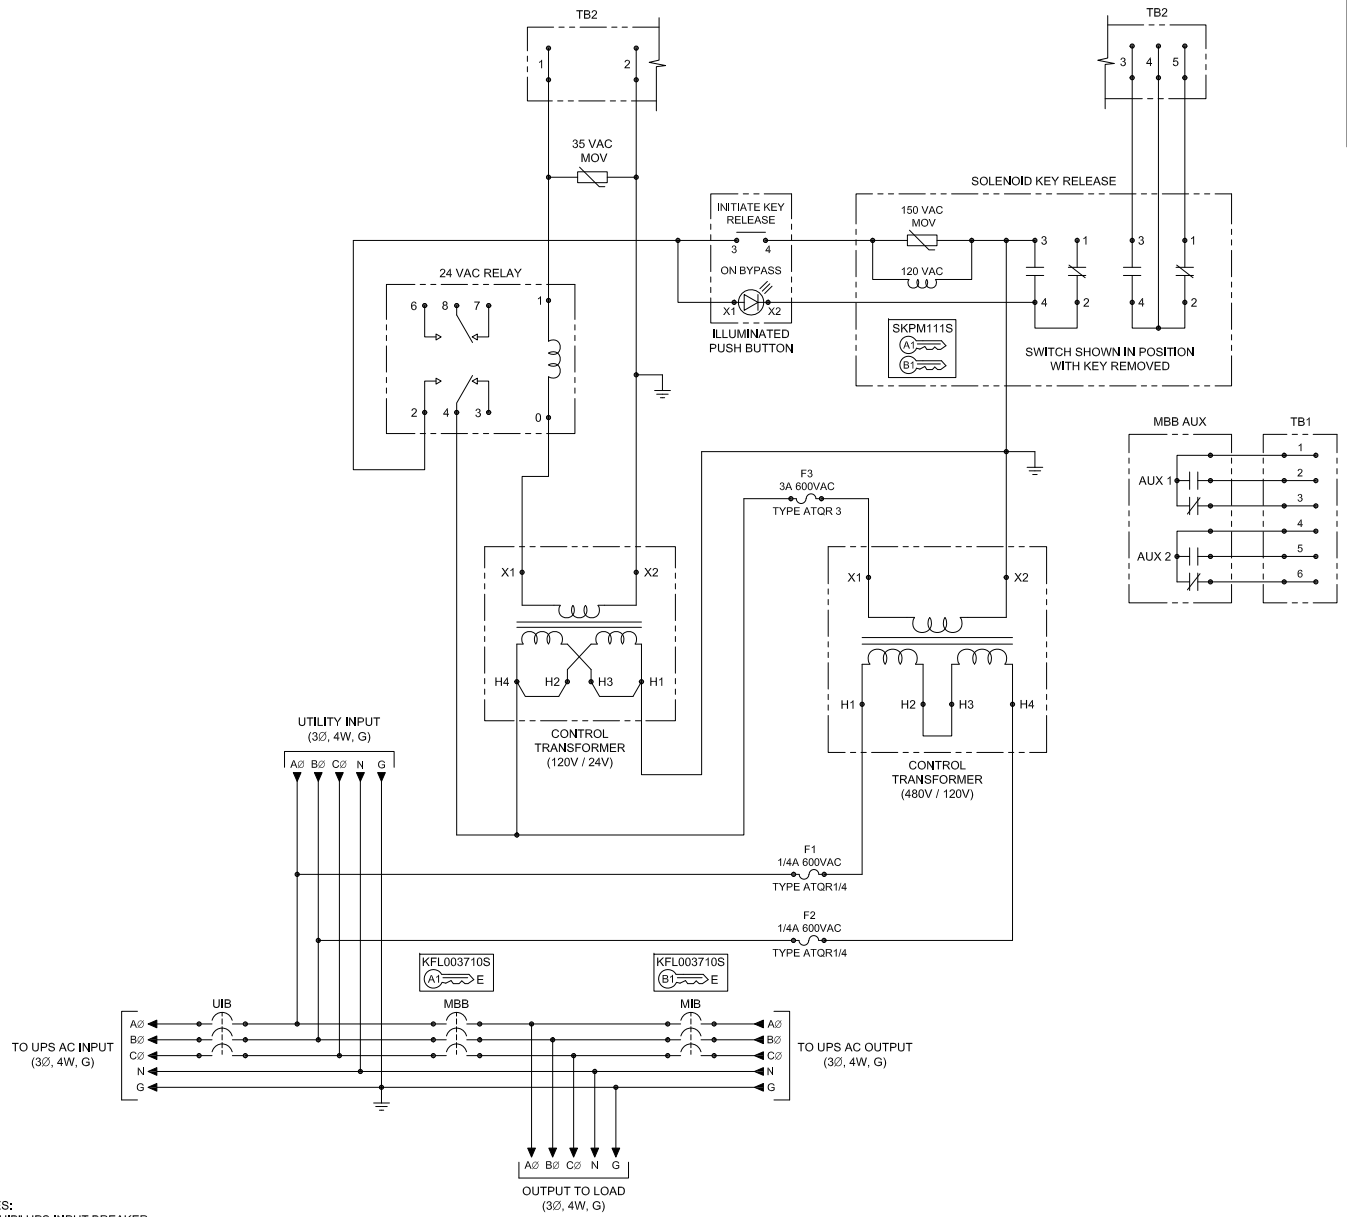 TB2
1
2
TB2
3
4
5
35 VAC
MOV
SOLENOID KEY RELEASE
INITIATE KEY
RELEASE
3
4
ON BYPASS
X1
X2
ILLUMINATED
PUSH BUTTON
150 VAC
MOV
120 VAC
3
1
3
1
4
2
4
2
SKPM111S
A1
B1
SWITCH SHOWN IN POSITION
WITH KEY REMOVED
24 VAC RELAY
6
8
7
1
2
4
3
0
MBB AUX
TB1
AUX 1
1
2
3
AUX 2
4
5
6
F3
3A 600VAC
TYPE ATQR 3
X1
X2
H4
H2
H3
H1
CONTROL
TRANSFORMER
(120V / 24V)
X1
X2
H1
H2
H3
H4
CONTROL
TRANSFORMER
(480V / 120V)
UTILITY INPUT
(3Ø, 4W, G)
AØ BØ CØ N G
F1
1/4A 600VAC
TYPE ATQR1/4
F2
1/4A 600VAC
TYPE ATQR1/4
KFL003710S
A1 E
KFL003710S
B1 E
UIB
MBB
MIB
TO UPS AC INPUT
(3Ø, 4W, G)
AØ
BØ
CØ
N
G
AØ
BØ
CØ
N
G
TO UPS AC OUTPUT
(3Ø, 4W, G)
AØ BØ CØ N G
OUTPUT TO LOAD
(3Ø, 4W, G)
ES: